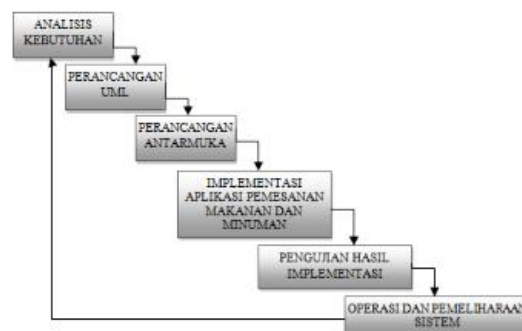 ANALISIS
KEBUTUHAN
PERANCANGAN
UML
PERANCANGAN
ANTARMUKA
IMPLEMENTASI
APLIKASI PEMESANAN
MAKANAN DAN
MINUMAN
PENGUJIAN HASIL
IMPLEMENTASI
OPERASI DAN PEMELIHARAAN
SISTEM